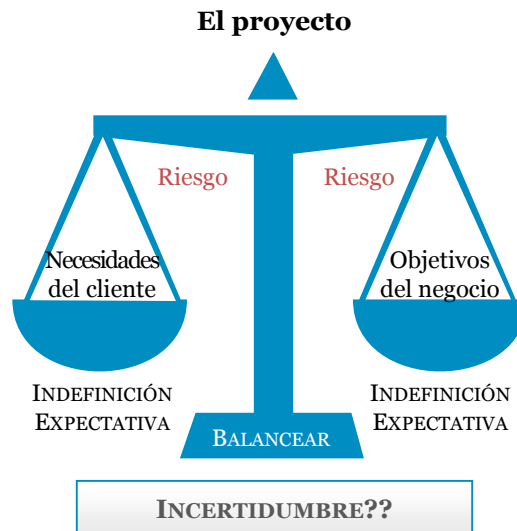 El proyecto
Riesgo
Riesgo
Necesidades
del cliente
Objetivos
del negocio
INDEFINICIÓN
EXPECTATIVA
INDEFINICIÓN
EXPECTATIVA
BALANCEAR
INCERTIDUMBRE??